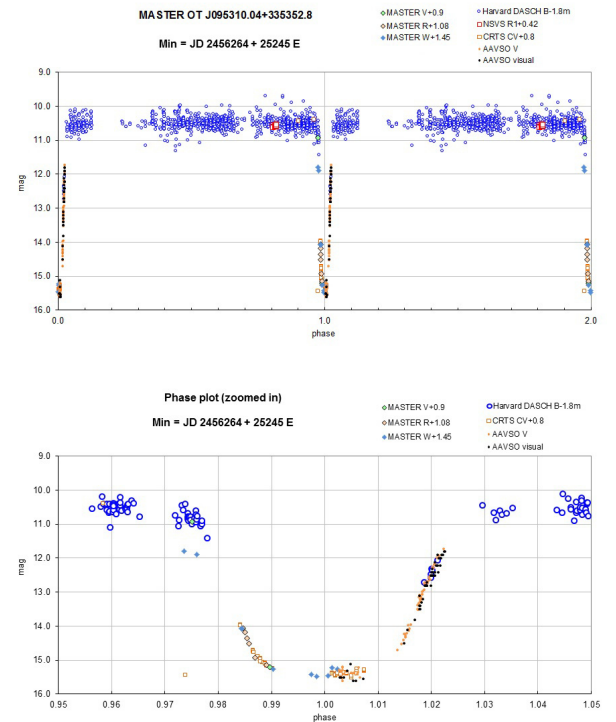 MASTER OT J095310.04+335352.8
Min = JD 2456264 + 25245 E
MASTER V+0.9
MASTER R+1.08
MASTER W+1.45
Harvard DASCH B-1.8m
NSVS R1+0.42
CRTS CV+0.8
AAVSO V
AAVSO visual
9.0
10.0
11.0
12.0
13.0
14.0
15.0
16.0
mag
0.0
1.0
2.0
phase
Phase plot (zoomed in)
Min = JD 2456264 + 25245 E
MASTER V+0.9
MASTER R+1.08
MASTER W+1.45
Harvard DASCH B-1.8m
CRTS CV+0.8
AAVSO V
AAVSO visual
9.0
10.0
11.0
12.0
13.0
14.0
15.0
16.0
mag
0.95
0.96
0.97
0.98
0.99
1.00
1.01
1.02
1.03
1.04
1.05
phase